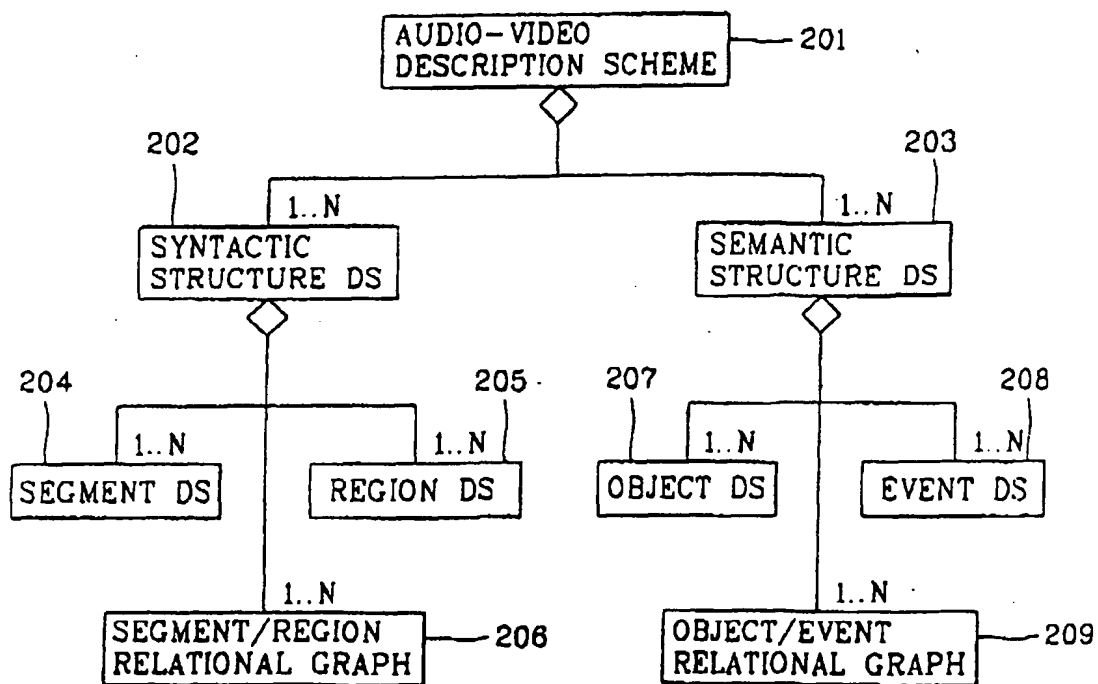 AUDIO-VIDEO
DESCRIPTION SCHEME
201
202
203
1..N
1..N
SYNTACTIC
STRUCTURE DS
SEMANTIC
STRUCTURE DS
204
205
207
208
1..N
1..N
1..N
1..N
SEGMENT DS
REGION DS
OBJECT DS
EVENT DS
1..N
1..N
SEGMENT/REGION
RELATIONAL GRAPH
206
OBJECT/EVENT
RELATIONAL GRAPH
209